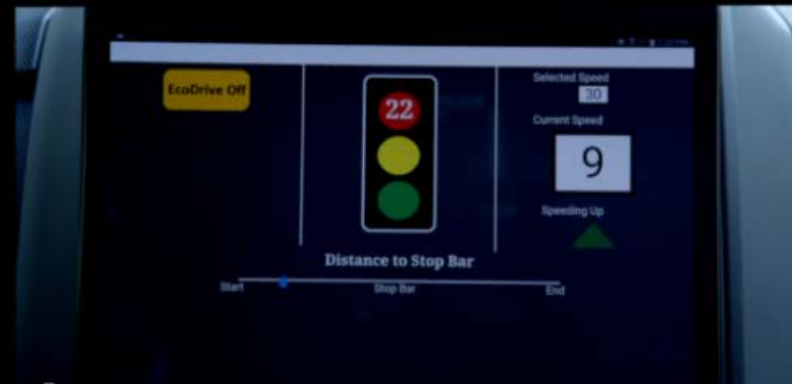 EcoDrive Off
22
Selected Speed
30
Current Speed
9
Speeding Up
Distance to Stop Bar
Start
Stop Bar
End